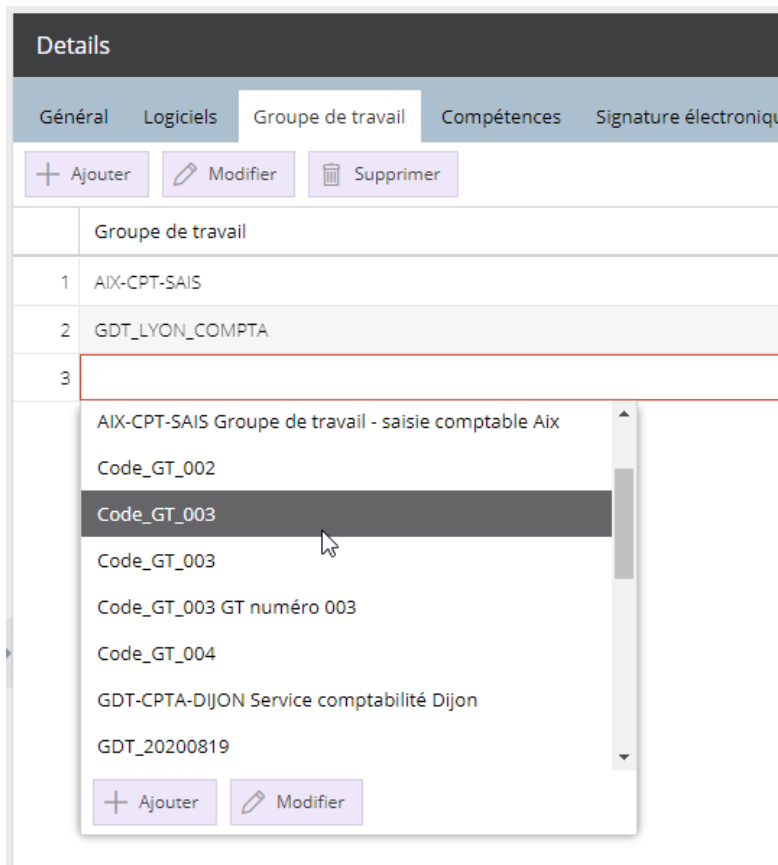 Details
Général Logiciels Groupe de travail Compétences Signature électroniqu
Ajouter Modifier Supprimer
Groupe de travail
1 AIX-CPT-SAIS
2 GDT_LYON_COMPTA
3
AIX-CPT-SAIS Groupe de travail - saisie comptable Aix
Code_GT_002
Code_GT_003
Code_GT_003
Code_GT_003 GT numéro 003
Code_GT_004
GDT-CPTA-DIJON Service comptabilité Dijon
GDT_20200819
Ajouter Modifier